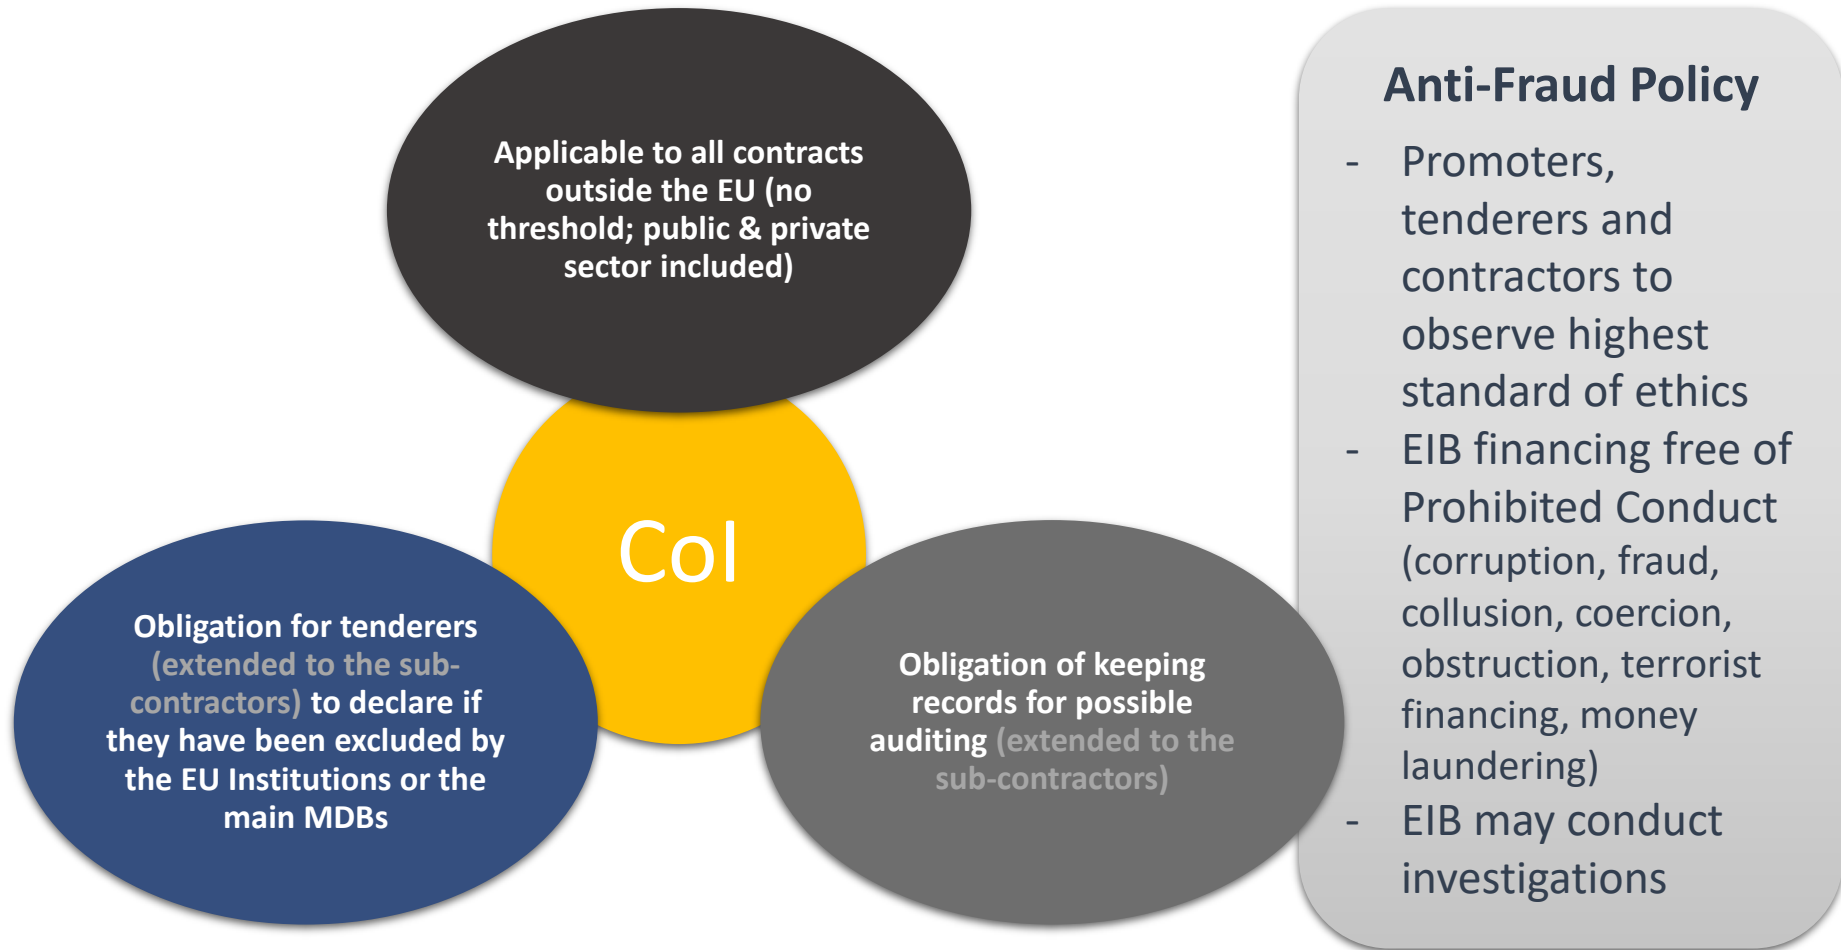 Applicable to all contracts
outside the EU (no
threshold; public & private
sector included)
CoI
Obligation for tenderers
(extended to the sub-
contractors) to declare if
they have been excluded by
the EU Institutions or the
main MDBs
Obligation of keeping
records for possible
auditing (extended to the
sub-contractors)
Anti-Fraud Policy
- Promoters,
tenderers and
contractors to
observe highest
standard of ethics
- EIB financing free of
Prohibited Conduct
(corruption, fraud,
collusion, coercion,
obstruction, terrorist
financing, money
laundering)
- EIB may conduct
investigations